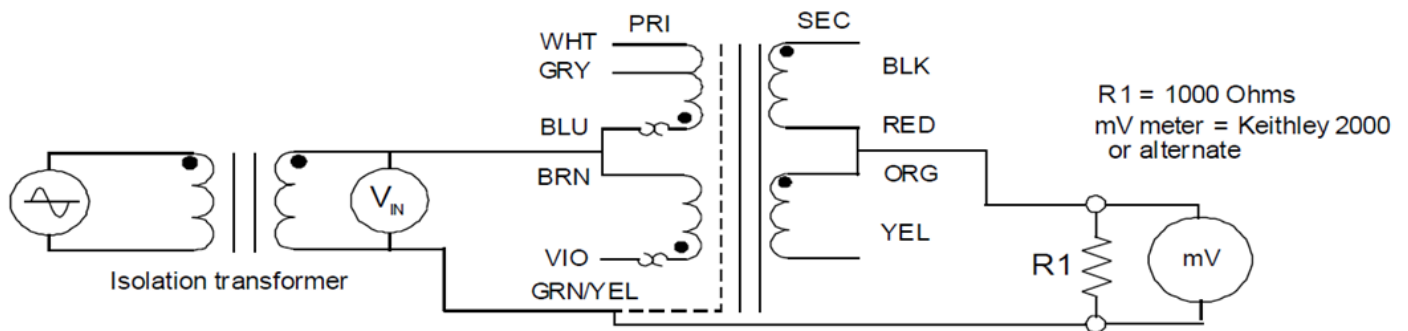 PRI
SEC
WHT
GRY
BLU
BRN
VIO
GRN/YEL
BLK
RED
ORG
YEL
V_IN
Isolation transformer
R1 = 1000 Ohms
mV meter = Keithley 2000
or alternate
R1
mV